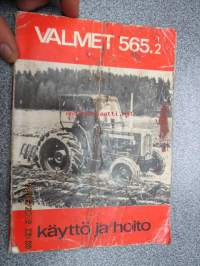 VALMET 565.2
käyttö ja hoito